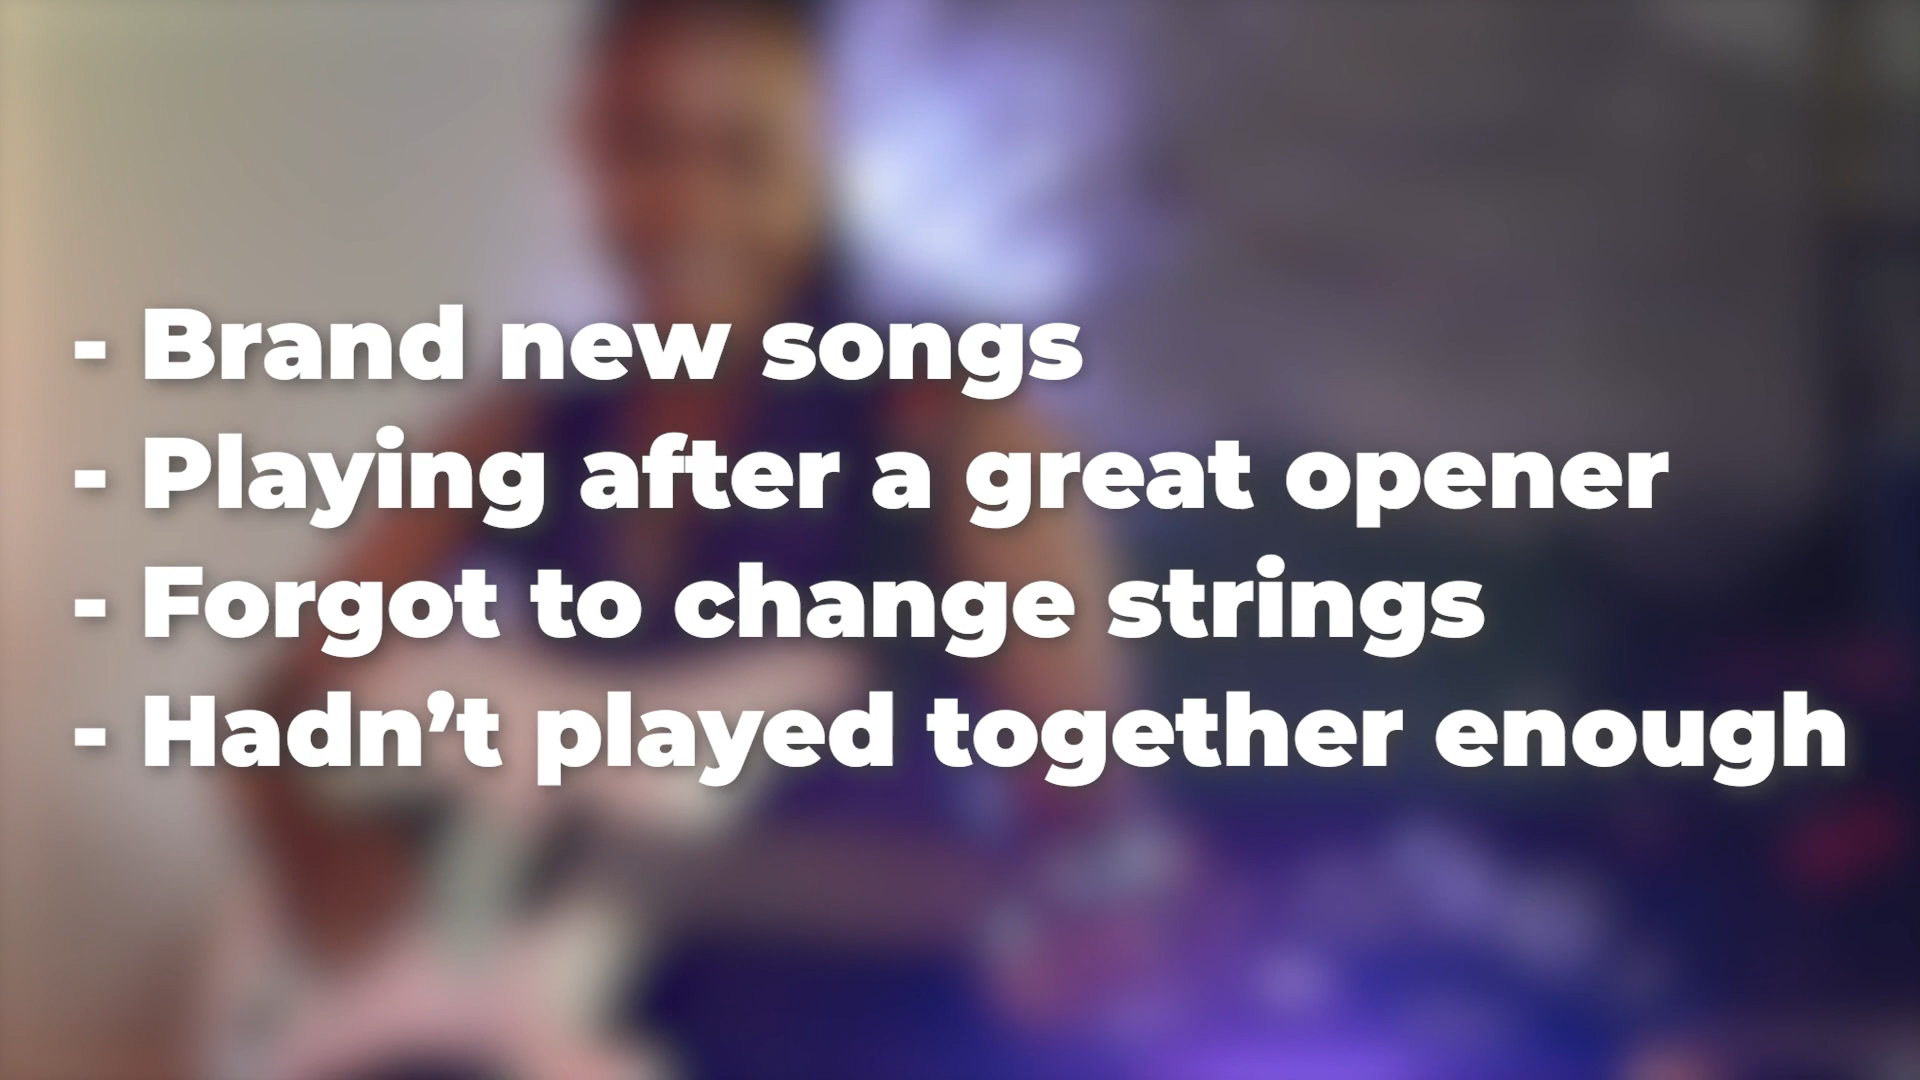 - Brand new songs
- Playing after a great opener
- Forgot to change strings
- Hadn’t played together enough